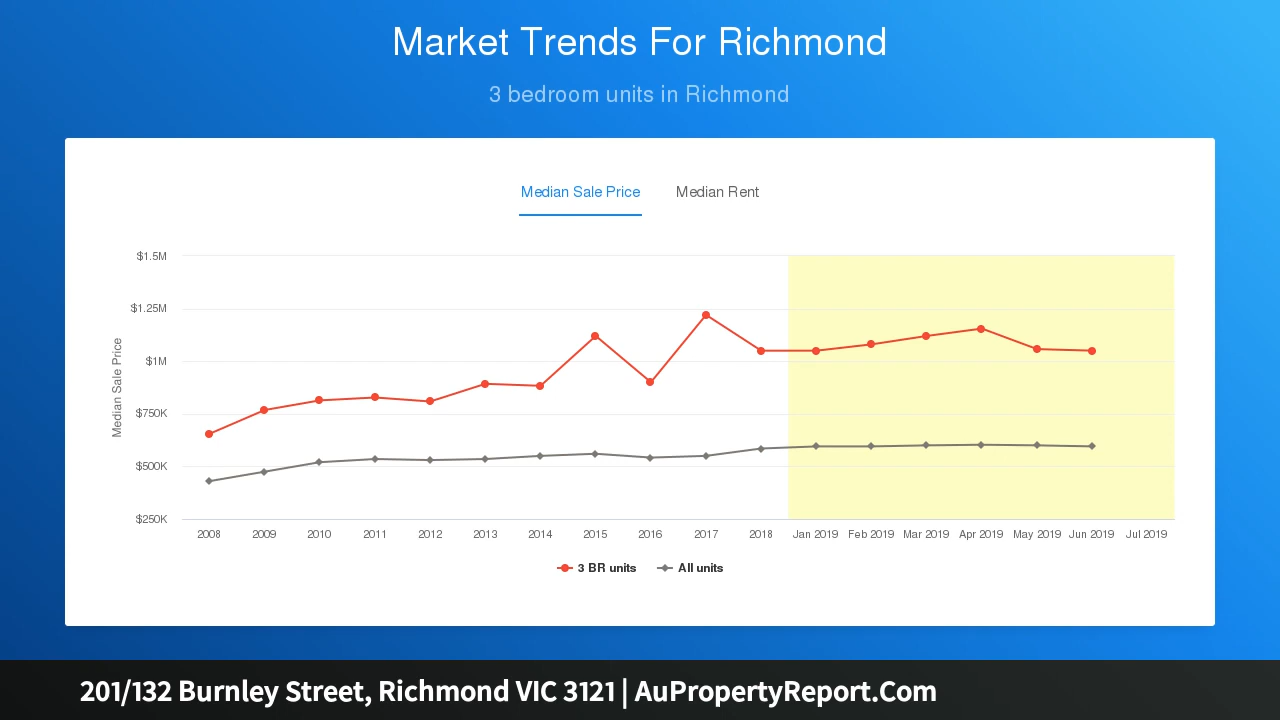 Market Trends For Richmond
3 bedroom units in Richmond
Median Sale Price Median Rent
$1.5M
$1.25M
$1M
$750K
$500K
$250K
Median Sale Price
2008 2009 2010 2011 2012 2013 2014 2015 2016 2017 2018 Jan 2019 Feb 2019 Mar 2019 Apr 2019 May 2019 Jun 2019 Jul 2019
3 BR units All units
201/132 Burnley Street, Richmond VIC 3121 | AuPropertyReport.Com